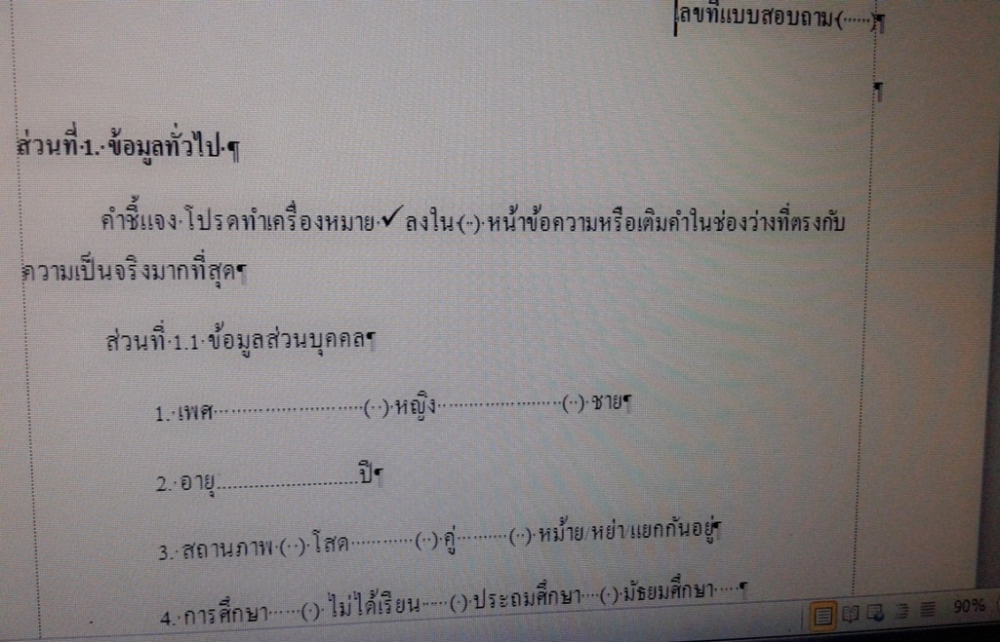 เลขที่แบบสอบถาม(......)¶
¶
ส่วนที่·1.·ข้อมูลทั่วไป·¶
คำชี้แจง·โปรดทำเครื่องหมาย·✓ ลงใน·(··)·หน้าข้อความหรือเติมคำในช่องว่างที่ตรงกับ
ความเป็นจริงมากที่สุด¶
ส่วนที่·1.1·ข้อมูลส่วนบุคคล¶
1.·เพศ························(··)·หญิง······················(··)·ชาย¶
2.·อายุ..........................ปี¶
3.·สถานภาพ·(··)·โสด···········(··)·คู่·········(··)·หม้าย/หย่า/แยกกันอยู่¶
4.·การศึกษา······(·)·ไม่ได้เรียน·····(·)·ประถมศึกษา···(·)·มัธยมศึกษา·····¶
90%